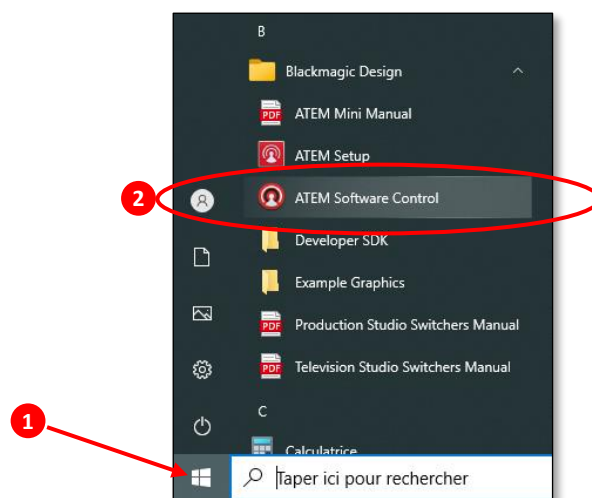 B
Blackmagic Design
PDF ATEM Mini Manual
ATEM Setup
2 ATEM Software Control
Developer SDK
Example Graphics
PDF Production Studio Switchers Manual
PDF Television Studio Switchers Manual
C
1
Calculatrice
Taper ici pour rechercher